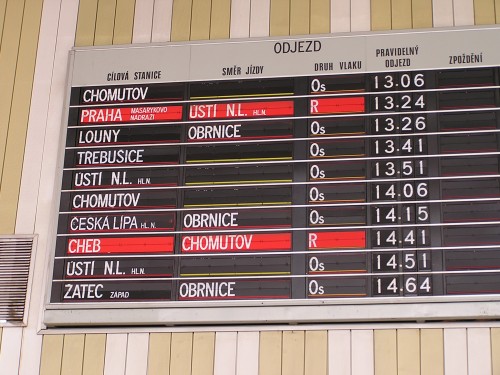 ODJEZD
CÍLOVÁ STANICE SMĚR JÍZDY DRUH VLAKU PRAVIDELNÝ ODJEZD ZPOŽDĚNÍ
CHOMUTOV Os 13.06
PRAHA MASARYKOVO NÁDRAŽÍ ÚSTÍ N.L. HL.N. R 13.24
LOUNY OBRNICE Os 13.26
TŘEBUSICE Os 13.41
ÚSTÍ N.L. HL.N. Os 13.51
CHOMUTOV Os 14.06
ČESKÁ LÍPA HL.N. OBRNICE Os 14.15
CHEB CHOMUTOV R 14.41
ÚSTÍ N.L. HL.N. Os 14.51
ŽATEC ZÁPAD OBRNICE Os 14.64